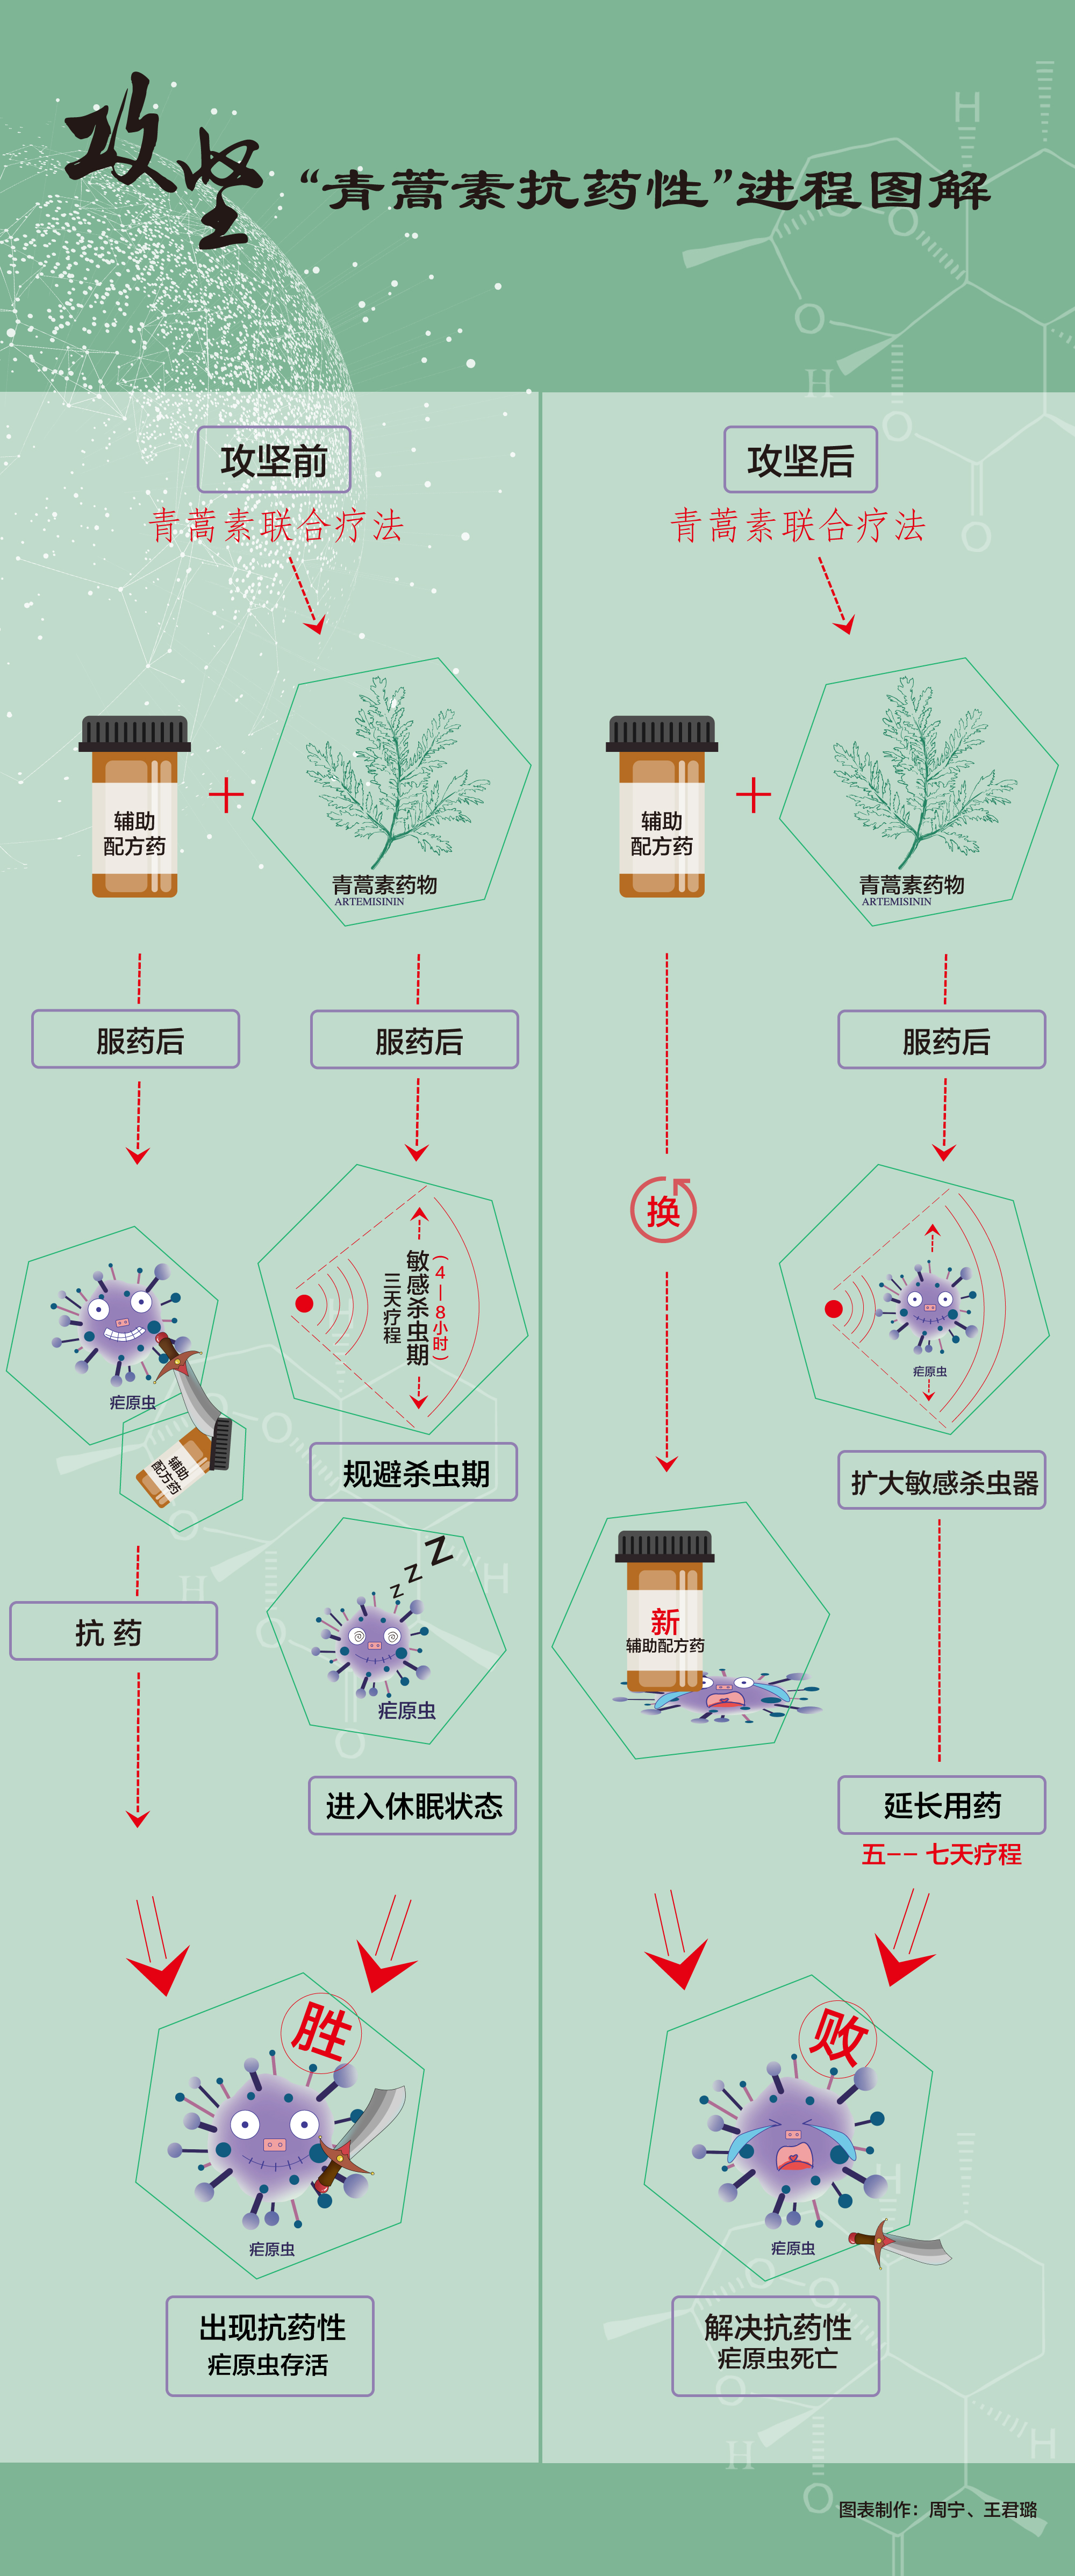 攻坚
“青蒿素抗药性”进程图解
攻坚前
青蒿素联合疗法
辅助
配方药
+
青蒿素药物
ARTEMISININ
服药后
服药后
疟原虫
辅助
配方药
抗 药
三天疗程
敏感杀虫期
(4—8小时)
规避杀虫期
z z Z
疟原虫
进入休眠状态
胜
疟原虫
出现抗药性
疟原虫存活
攻坚后
青蒿素联合疗法
辅助
配方药
+
青蒿素药物
ARTEMISININ
服药后
换
疟原虫
扩大敏感杀虫器
新
辅助配方药
延长用药
五-- 七天疗程
败
疟原虫
解决抗药性
疟原虫死亡
H
O
O
H
O
O
H
O
O
H
O
H
O
H
O
O
O
H
H
O
图表制作：周宁、王君璐